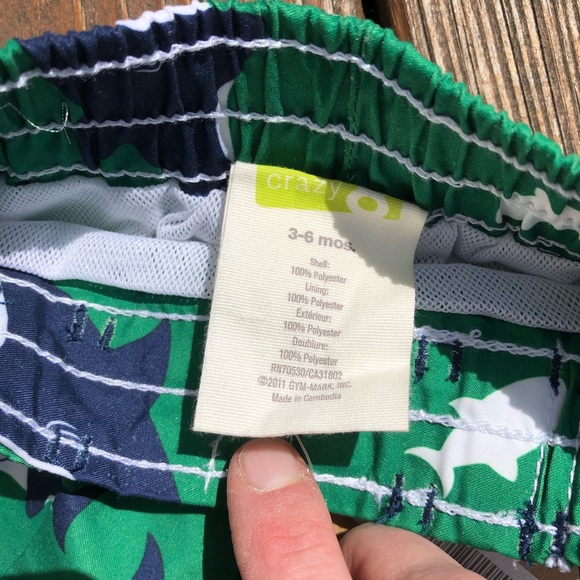 crazy 8
3-6 mos.
Shell:
100% Polyester
Lining:
100% Polyester
Extérieur:
100% Polyester
Doublure:
100% Polyester
RN70530/CA31802
©2011 GYM-MARK, INC.
Made in Cambodia